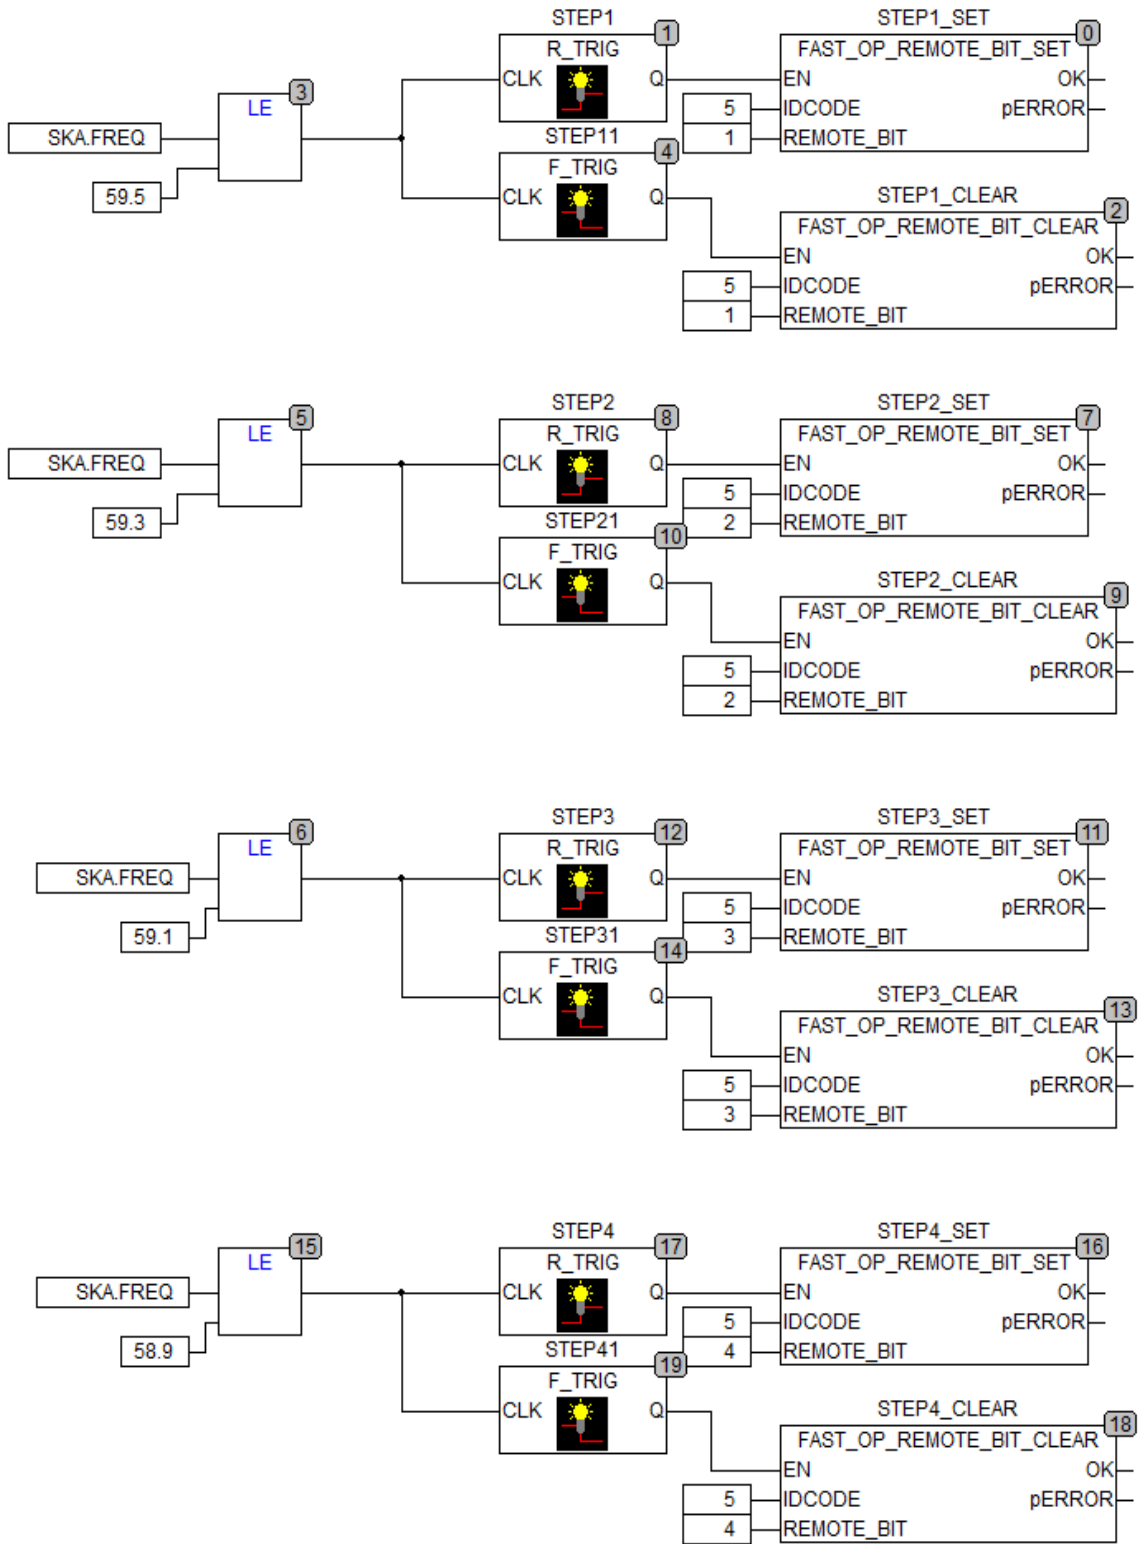 STEP1
1
R_TRIG
CLK Q
STEP1_SET
0
FAST_OP_REMOTE_BIT_SET
EN OK
5 IDCODE pERROR
1 REMOTE_BIT
3
LE
SKA.FREQ
59.5
STEP11
4
F_TRIG
CLK Q
STEP1_CLEAR
2
FAST_OP_REMOTE_BIT_CLEAR
EN OK
5 IDCODE pERROR
1 REMOTE_BIT
STEP2
8
R_TRIG
CLK Q
STEP2_SET
7
FAST_OP_REMOTE_BIT_SET
EN OK
5 IDCODE pERROR
2 REMOTE_BIT
5
LE
SKA.FREQ
59.3
STEP21
10
F_TRIG
CLK Q
STEP2_CLEAR
9
FAST_OP_REMOTE_BIT_CLEAR
EN OK
5 IDCODE pERROR
2 REMOTE_BIT
STEP3
12
R_TRIG
CLK Q
STEP3_SET
11
FAST_OP_REMOTE_BIT_SET
EN OK
5 IDCODE pERROR
3 REMOTE_BIT
6
LE
SKA.FREQ
59.1
STEP31
14
F_TRIG
CLK Q
STEP3_CLEAR
13
FAST_OP_REMOTE_BIT_CLEAR
EN OK
5 IDCODE pERROR
3 REMOTE_BIT
STEP4
17
R_TRIG
CLK Q
STEP4_SET
16
FAST_OP_REMOTE_BIT_SET
EN OK
5 IDCODE pERROR
4 REMOTE_BIT
15
LE
SKA.FREQ
58.9
STEP41
19
F_TRIG
CLK Q
STEP4_CLEAR
18
FAST_OP_REMOTE_BIT_CLEAR
EN OK
5 IDCODE pERROR
4 REMOTE_BIT